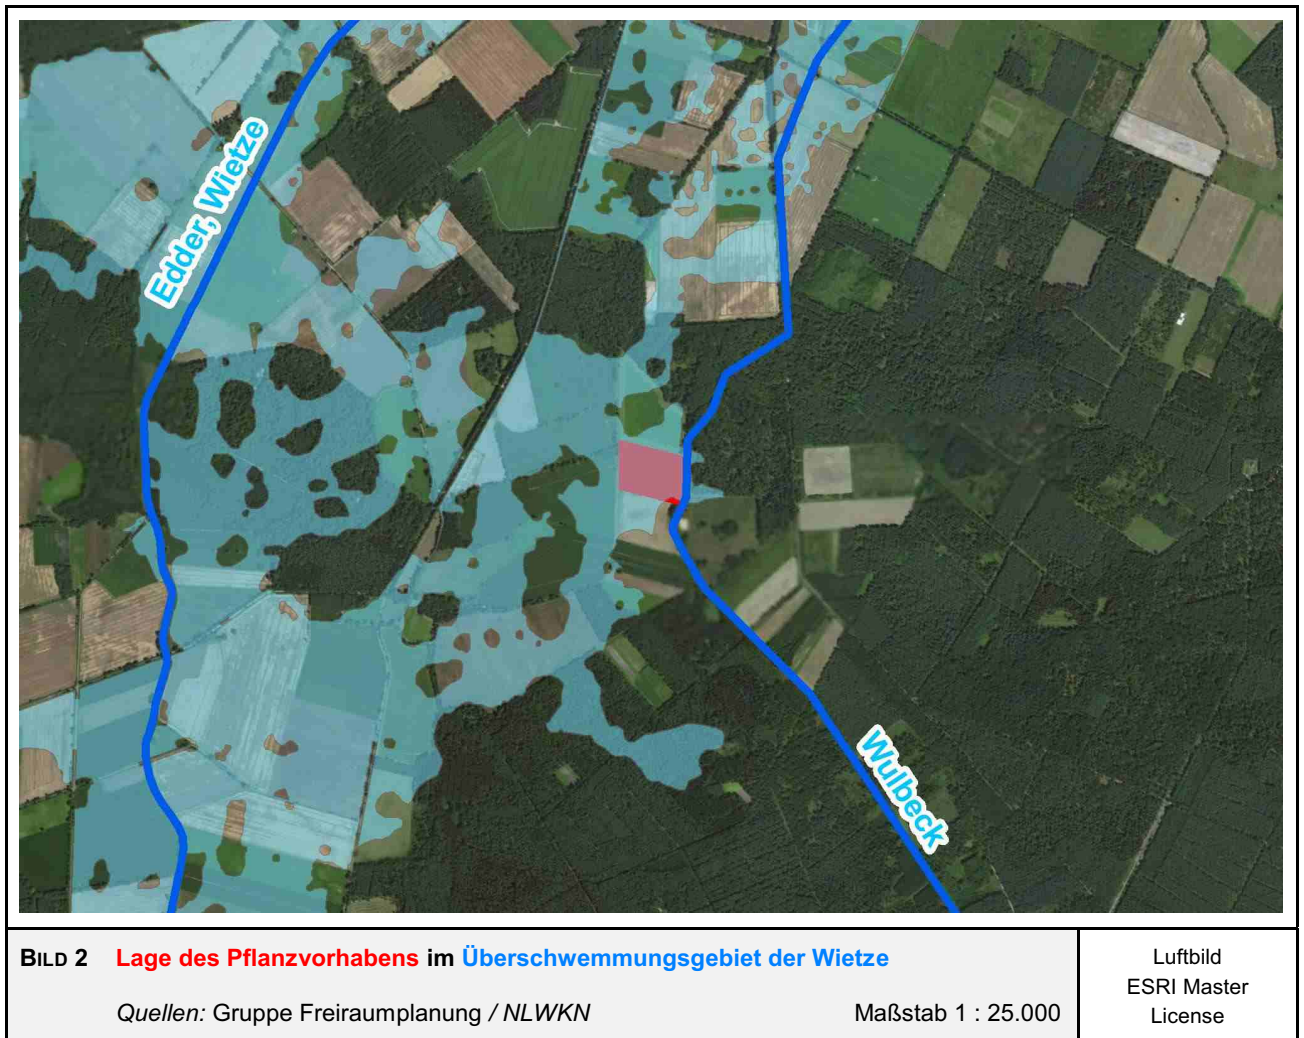 Edder, Wietze
Wulbeck
BILD 2 Lage des Pflanzvorhabens im Überschwemmungsgebiet der Wietze
Quellen: Gruppe Freiraumplanung / NLWKN Maßstab 1 : 25.000
Luftbild
ESRI Master
License